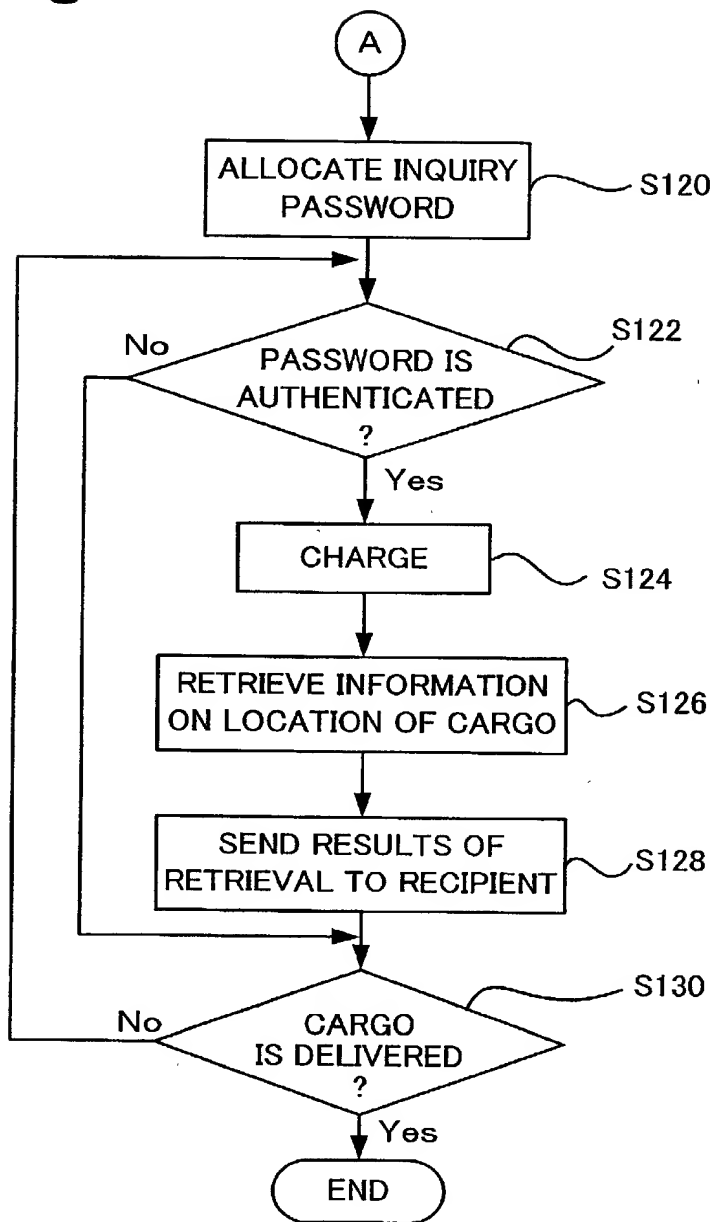 A
ALLOCATE INQUIRY
PASSWORD
S120
No
PASSWORD IS
AUTHENTICATED
?
S122
Yes
CHARGE
S124
RETRIEVE INFORMATION
ON LOCATION OF CARGO
S126
SEND RESULTS OF
RETRIEVAL TO RECIPIENT
S128
No
CARGO
IS DELIVERED
?
S130
Yes
END